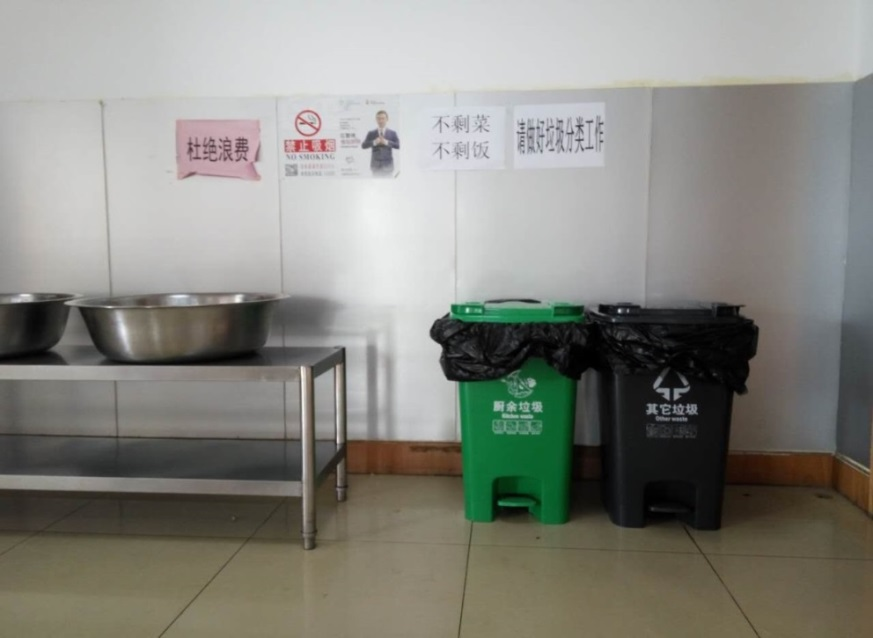 杜绝浪费
禁止吸烟
NO SMOKING
不剩菜
不剩饭
请做好垃圾分类工作
厨余垃圾
Kitchen waste
其它垃圾
Other waste